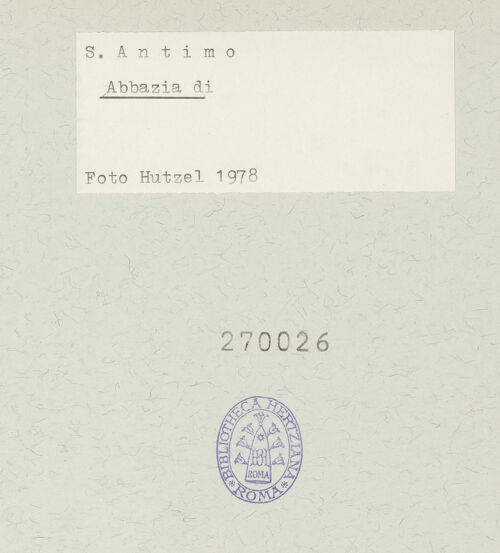 S. Antimo
Abbazia di
Foto Hutzel 1978
270026
BIBLIOTHECA HERTZIANA
ROMA
ROMA